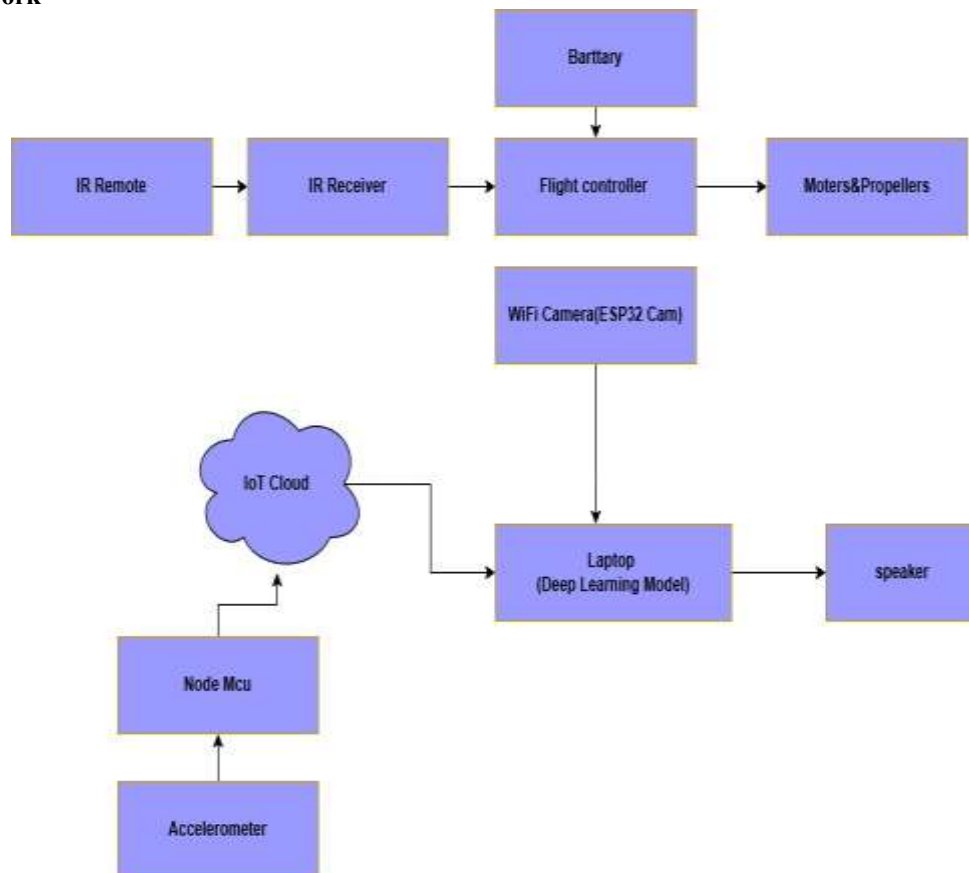 ork
Barttary
IR Remote
IR Receiver
Flight controller
Moters&Propellers
WiFi Camera(ESP32 Cam)
IoT Cloud
Laptop
(Deep Learning Model)
speaker
Node Mcu
Accelerometer